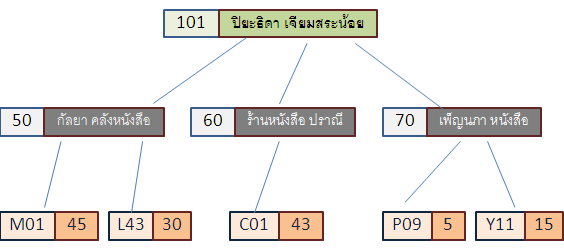 101 ปิยะธิดา เจียมสระน้อย
50 กัลยา คลังหนังสือ 60 ร้านหนังสือ ปราณี 70 เพ็ญนภา หนังสือ
M01 45 L43 30 C01 43 P09 5 Y11 15